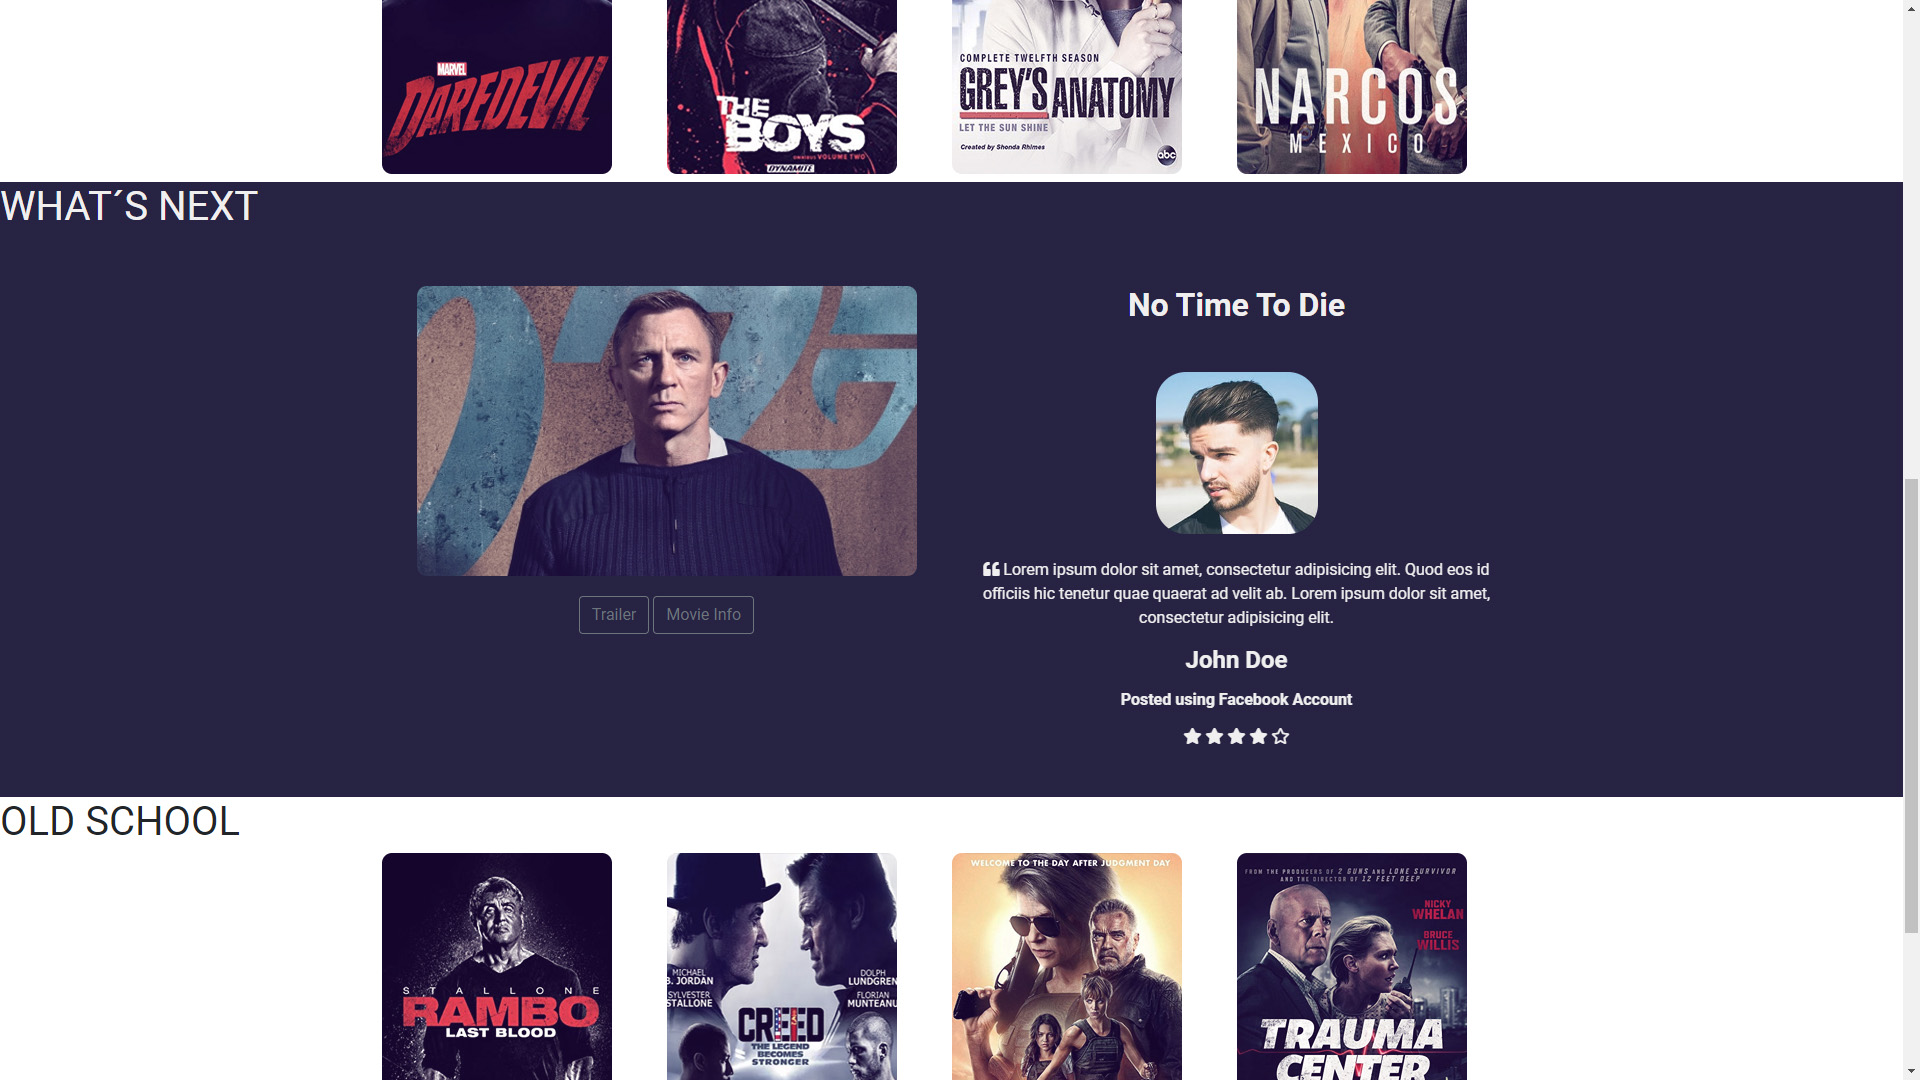 MARVEL
DAREDEVIL
THE
BOYS
OMNIBUS VOLUME TWO
DYNAMITE
COMPLETE TWELFTH SEASON
GREY'S ANATOMY
LET THE SUN SHINE
Created by Shonda Rhimes
abc
NARCOS
MEXICO
WHAT´S NEXT
No Time To Die
Lorem ipsum dolor sit amet, consectetur adipisicing elit. Quod eos id
officiis hic tenetur quae quaerat ad velit ab. Lorem ipsum dolor sit amet,
consectetur adipisicing elit.
Trailer
Movie Info
John Doe
Posted using Facebook Account
OLD SCHOOL
STALLONE
RAMBO
LAST BLOOD
MICHAEL
B. JORDAN
SYLVESTER
STALLONE
DOLPH
LUNDGREN
FLORIAN
MUNTEANU
CREED
THE LEGEND
BECOMES
STRONGER
WELCOME TO THE DAY AFTER JUDGMENT DAY
FROM THE PRODUCERS OF 2 GUNS AND LONE SURVIVOR
AND THE DIRECTOR OF 12 FEET DEEP
NICKY
WHELAN
BRUCE
WILLIS
TRAUMA
CENTER